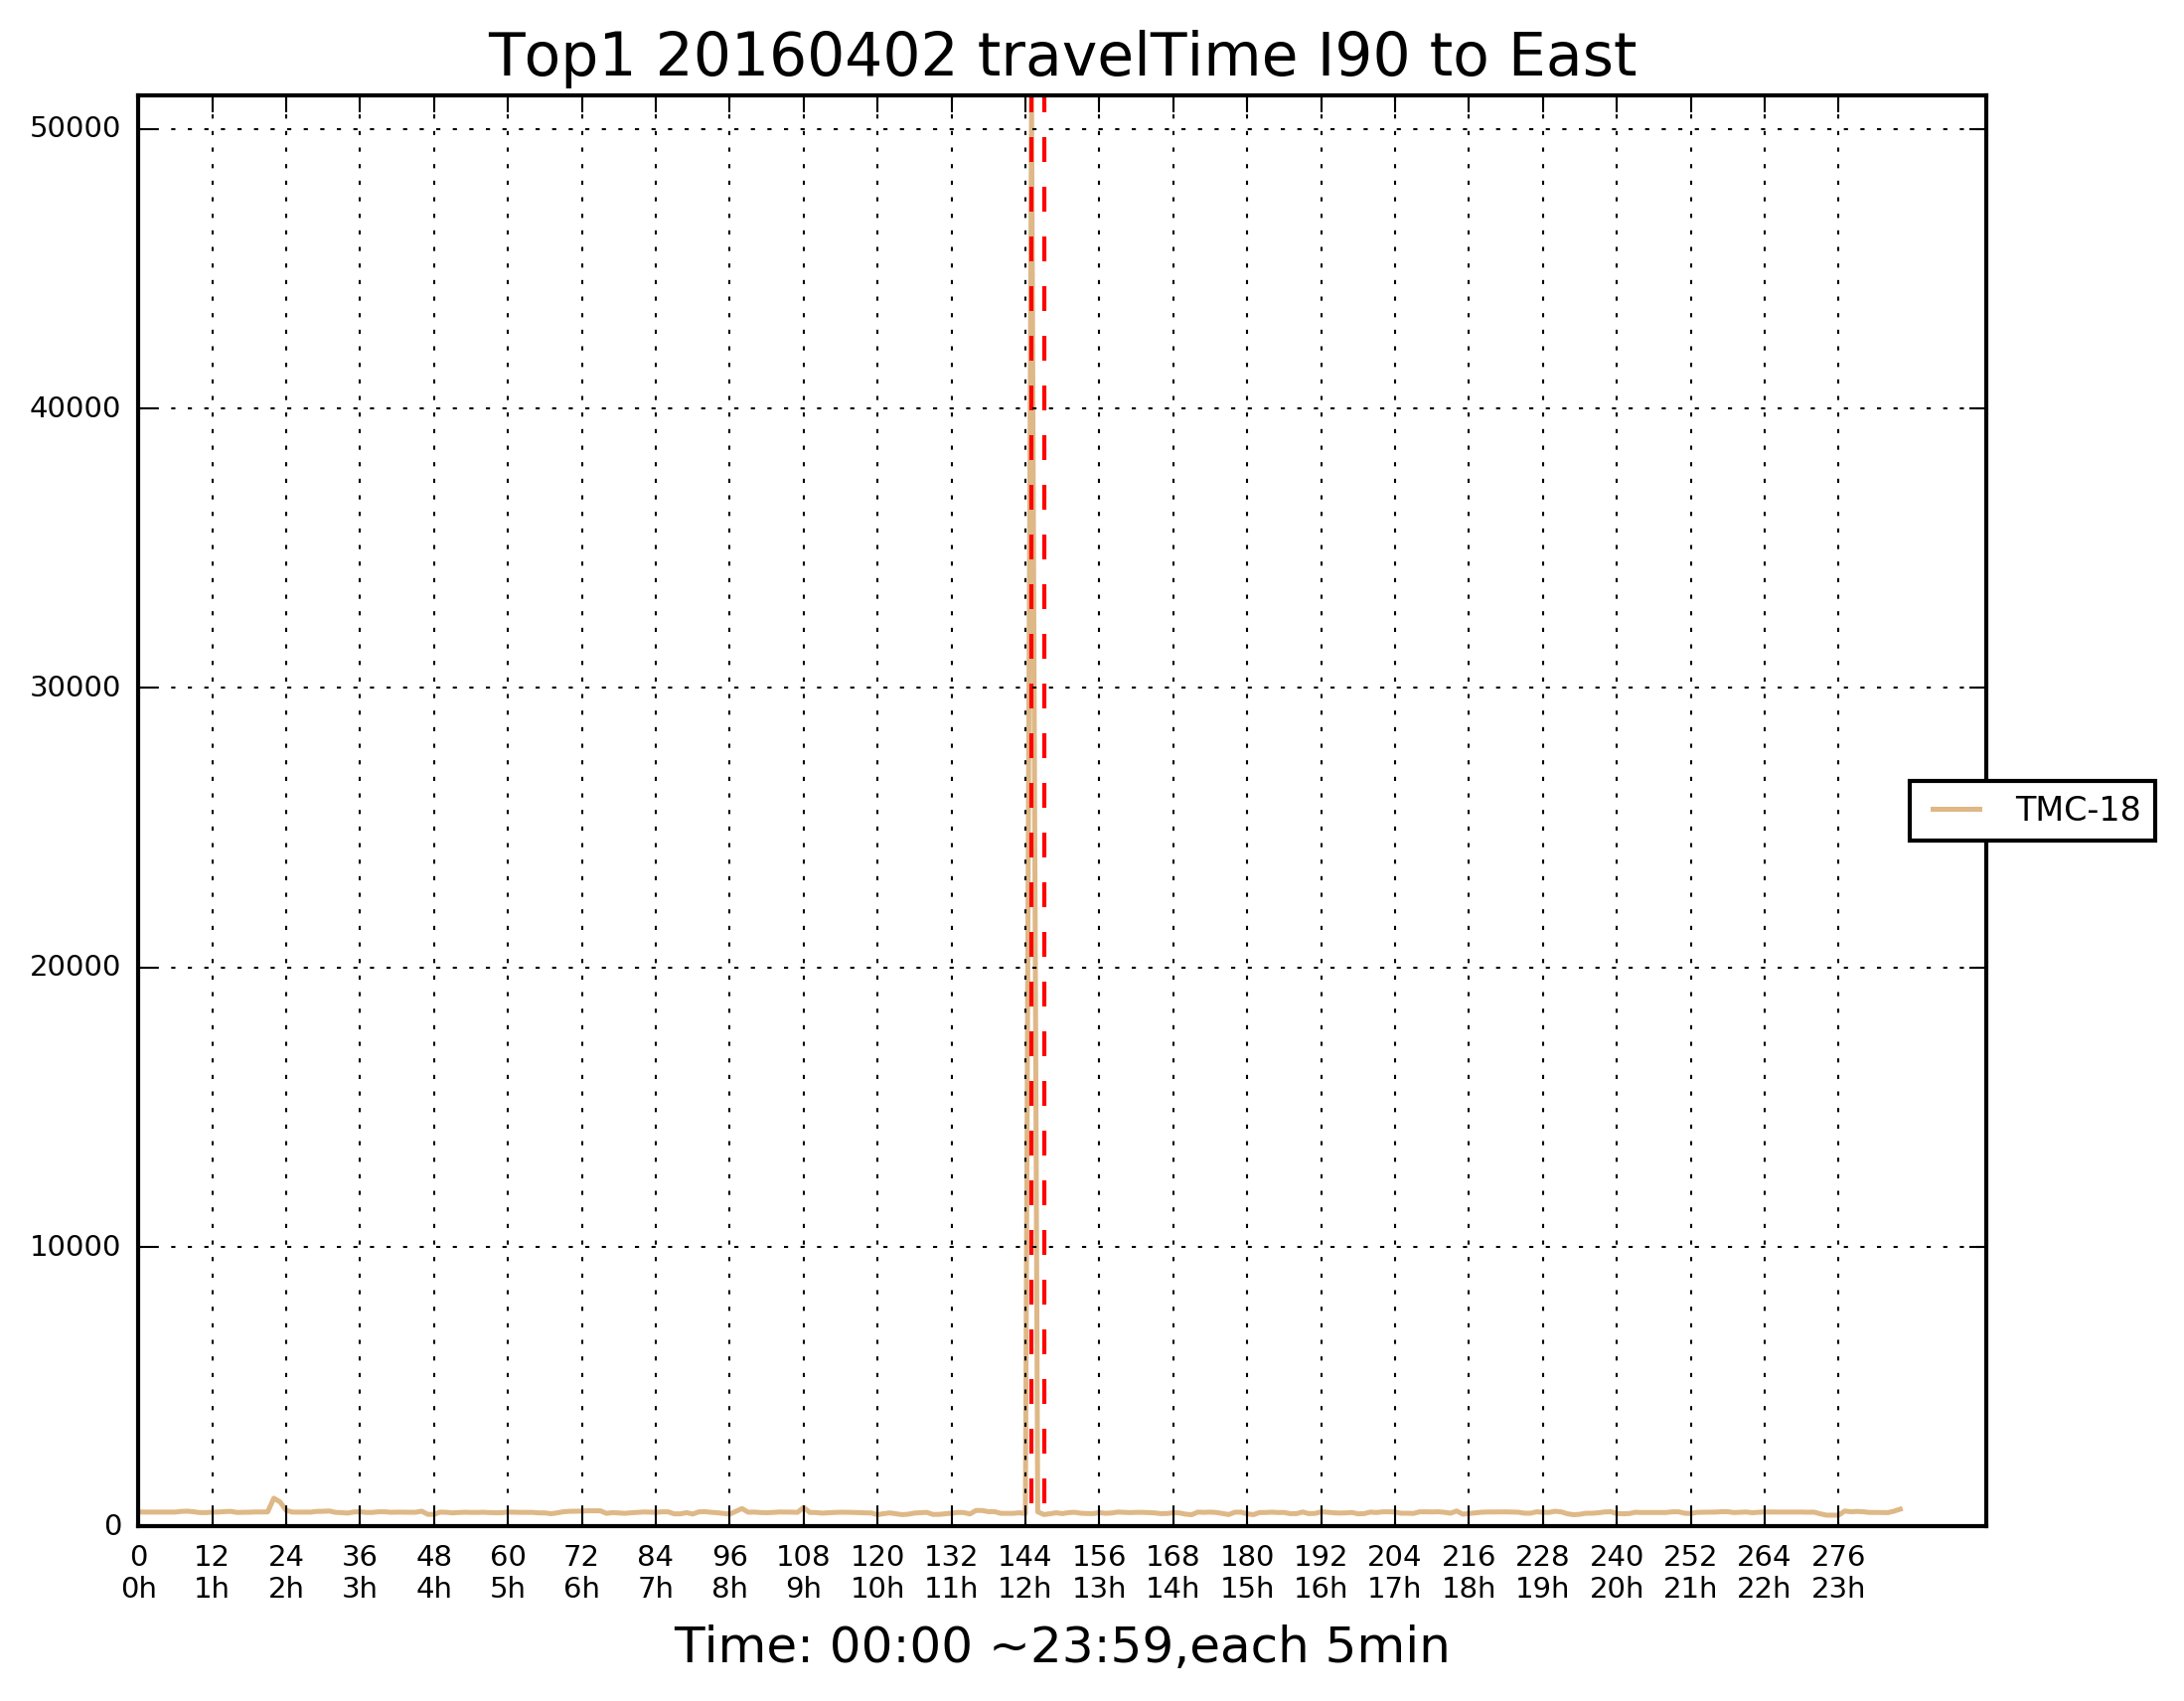 Top1 20160402 travelTime I90 to East
50000
40000
30000
20000
10000
0
TMC-18
0 12 24 36 48 60 72 84 96 108 120 132 144 156 168 180 192 204 216 228 240 252 264 276
0h 1h 2h 3h 4h 5h 6h 7h 8h 9h 10h 11h 12h 13h 14h 15h 16h 17h 18h 19h 20h 21h 22h 23h
Time: 00:00 ~23:59,each 5min